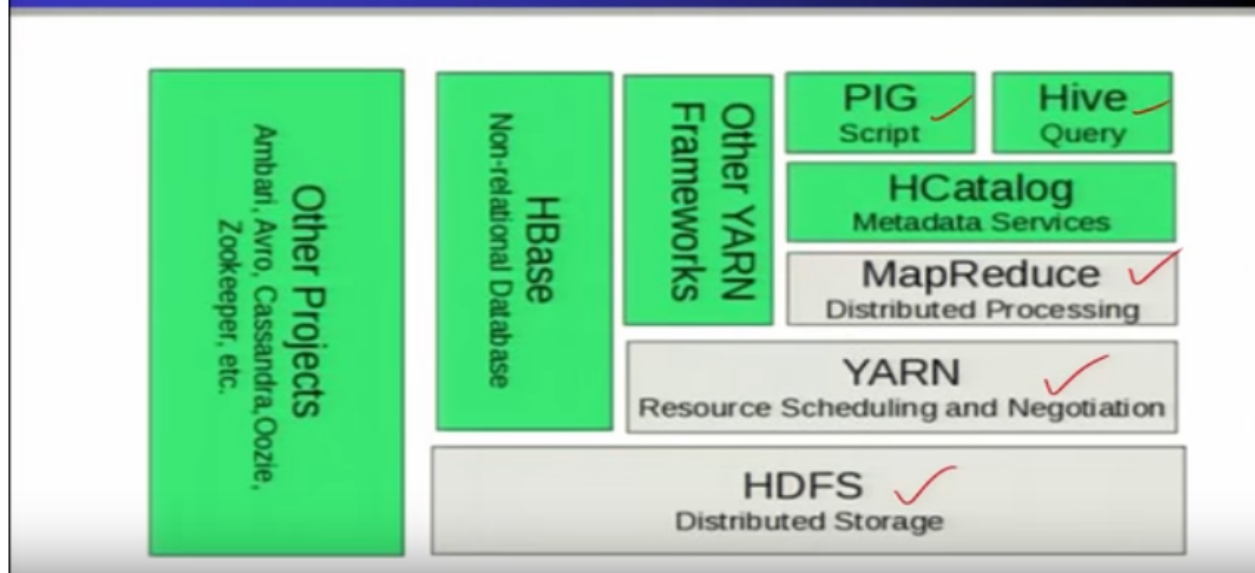 Other Projects
Ambari, Avro, Cassandra,Oozie,
Zookeeper, etc.
HBase
Non-relational Database
Other YARN
Frameworks
PIG
Script
Hive
Query
HCatalog
Metadata Services
MapReduce
Distributed Processing
YARN
Resource Scheduling and Negotiation
HDFS
Distributed Storage